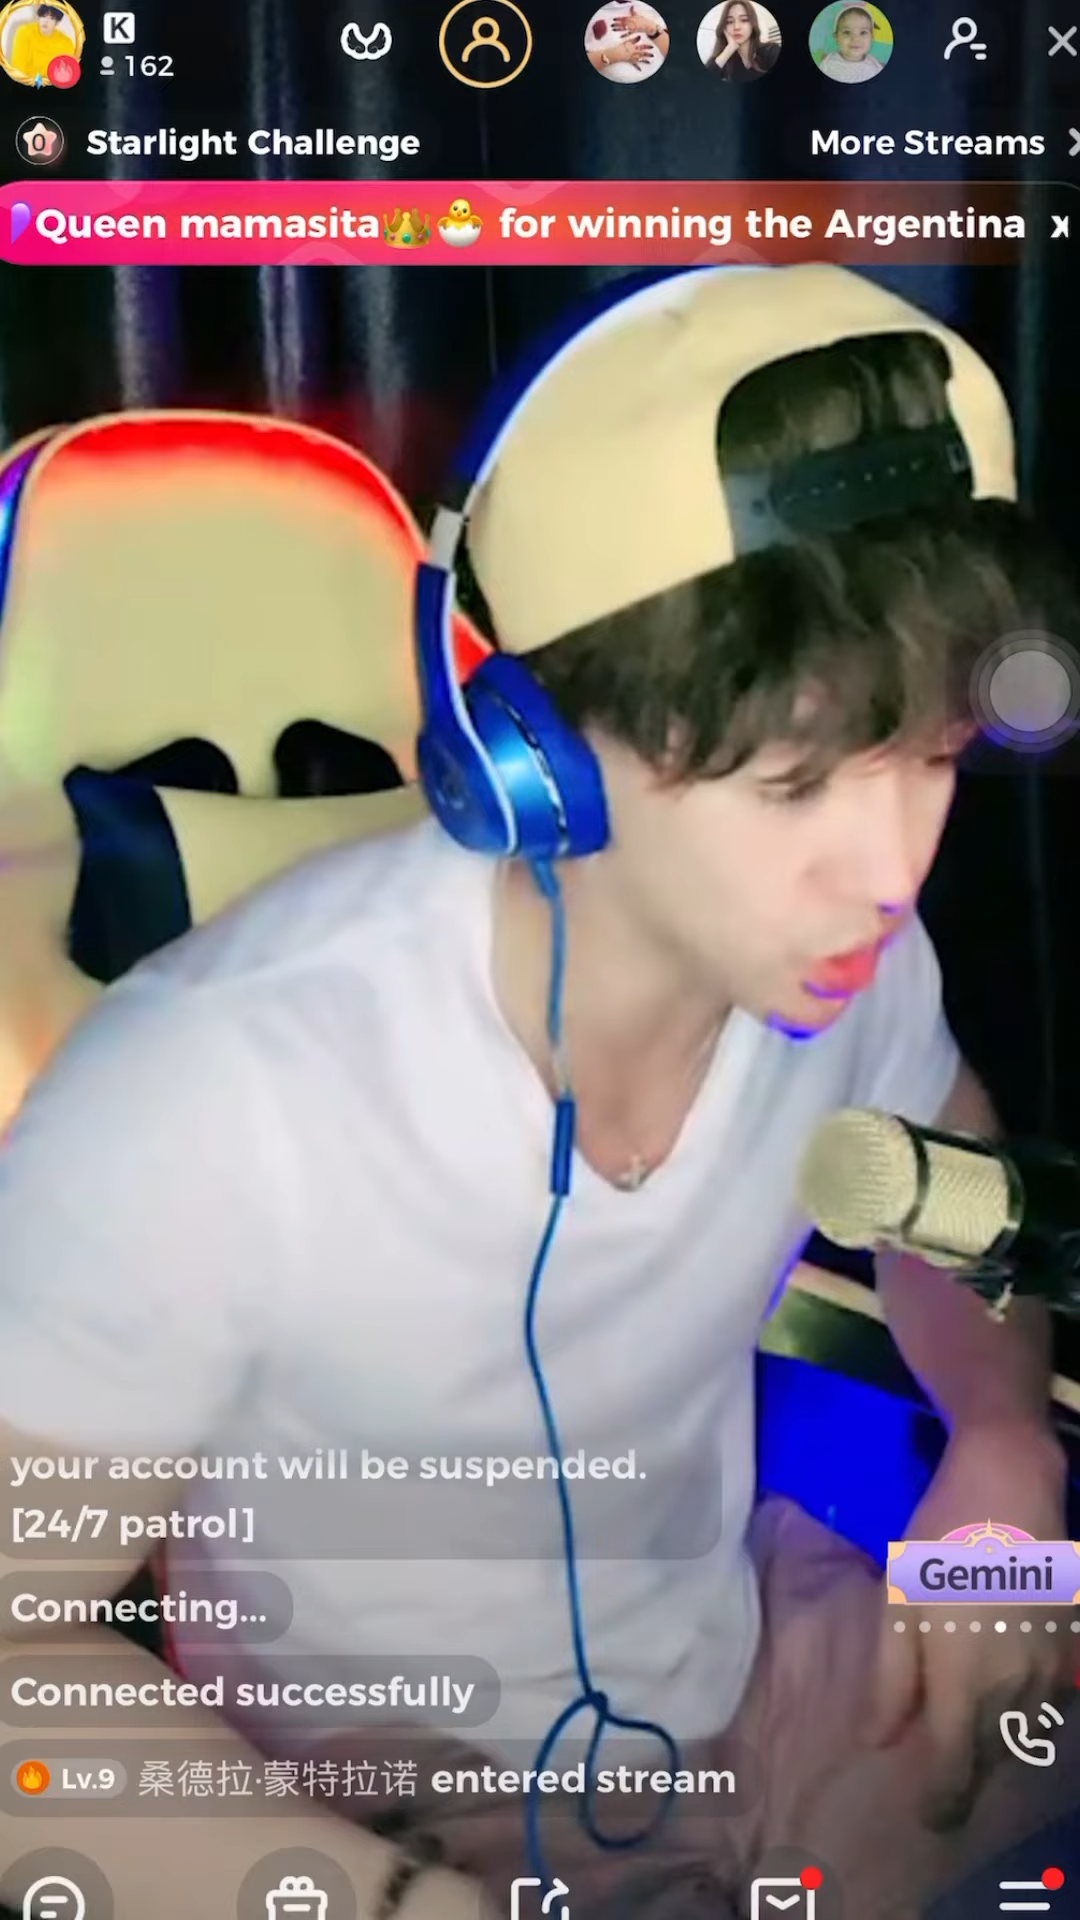 K
162
0
Starlight Challenge
More Streams
Queen mamasita👑🐣 for winning the Argentina
x
your account will be suspended.
[24/7 patrol]
Gemini
Connecting...
Connected successfully
Lv.9 桑德拉·蒙特拉诺 entered stream